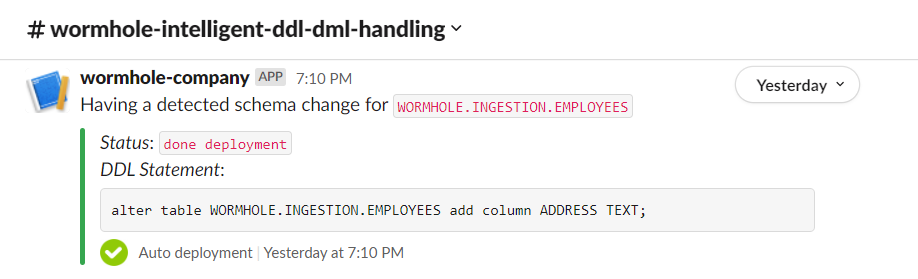 # wormhole-intelligent-ddl-dml-handling
wormhole-company APP 7:10 PM
Yesterday
Having a detected schema change for WORMHOLE.INGESTION.EMPLOYEES
Status: done deployment
DDL Statement:
alter table WORMHOLE.INGESTION.EMPLOYEES add column ADDRESS TEXT;
Auto deployment | Yesterday at 7:10 PM